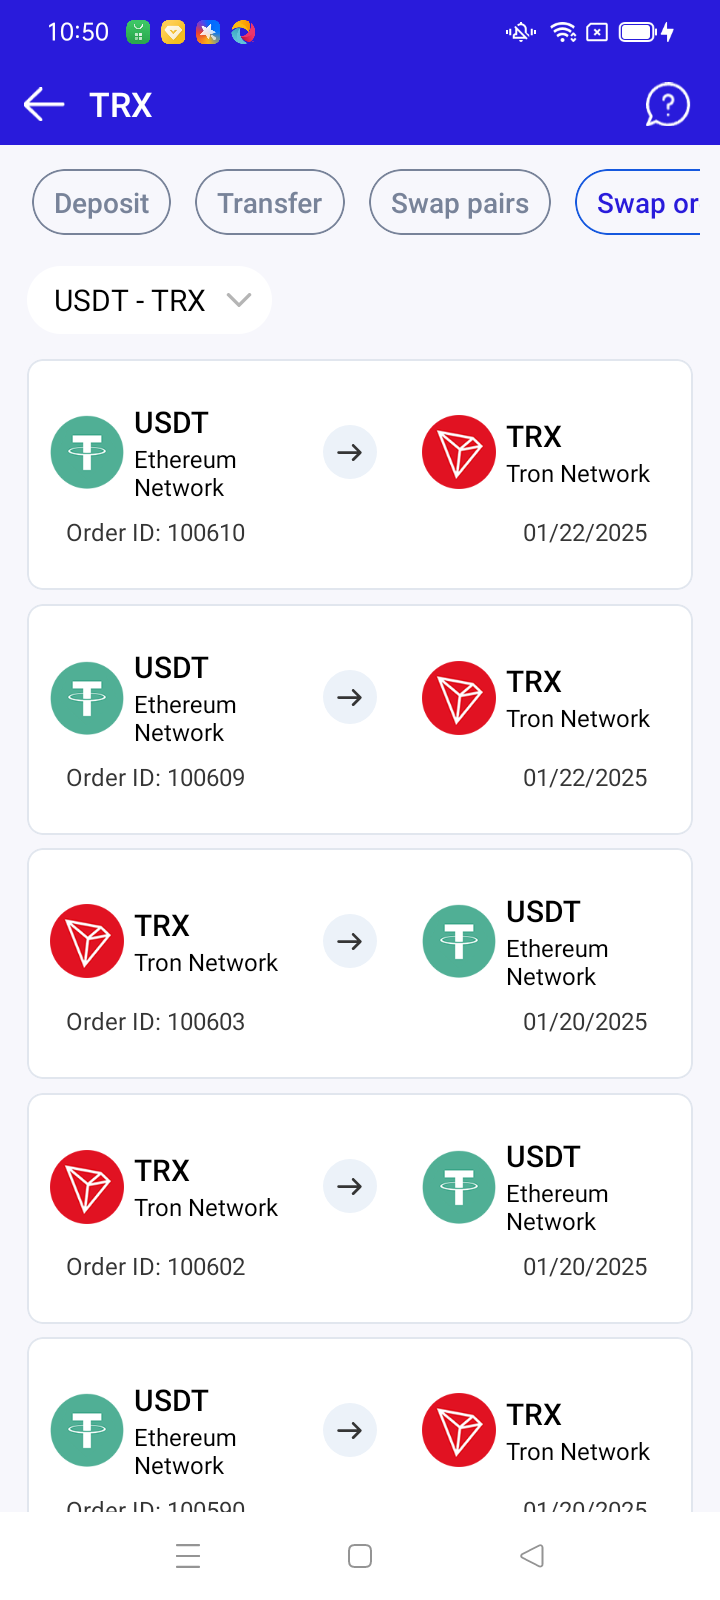 10:50
TRX
Deposit
Transfer
Swap pairs
Swap or
USDT - TRX
USDT
Ethereum
Network
TRX
Tron Network
Order ID: 100610
01/22/2025
USDT
Ethereum
Network
TRX
Tron Network
Order ID: 100609
01/22/2025
TRX
Tron Network
USDT
Ethereum
Network
Order ID: 100603
01/20/2025
TRX
Tron Network
USDT
Ethereum
Network
Order ID: 100602
01/20/2025
USDT
Ethereum
Network
TRX
Tron Network
Order ID: 100590
01/20/2025